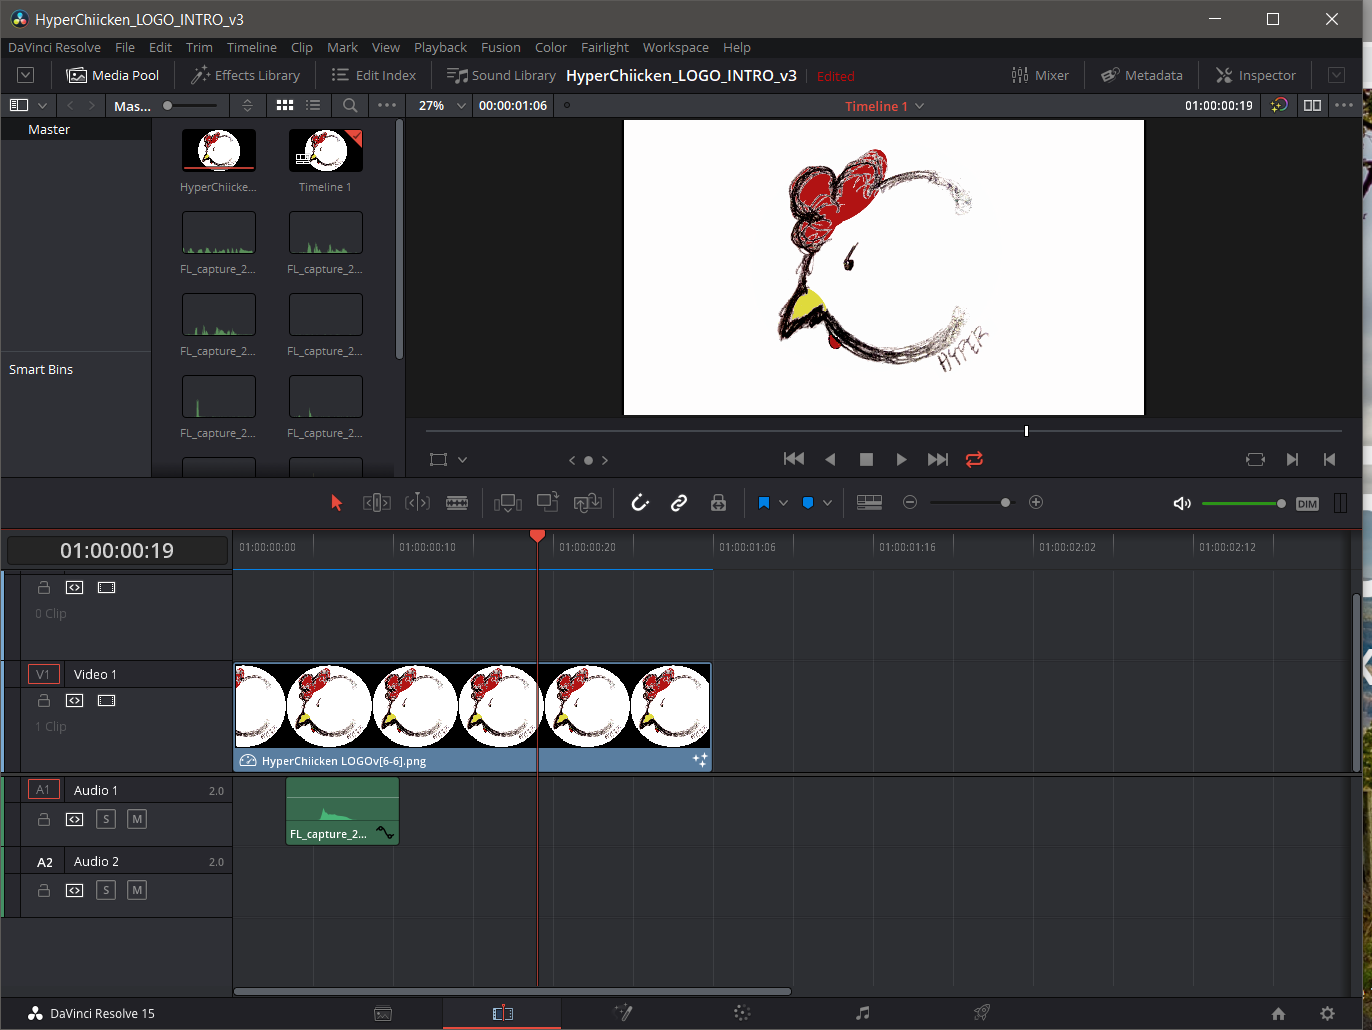 HyperChiicken_LOGO_INTRO_v3
DaVinci Resolve File Edit Trim Timeline Clip Mark View Playback Fusion Color Fairlight Workspace Help
Media Pool Effects Library Edit Index Sound Library HyperChiicken_LOGO_INTRO_v3 Edited Mixer Metadata Inspector
Mas... 27% 00:00:01:06 Timeline 1 01:00:00:19
Master
HyperChiicke... Timeline 1
FL_capture_2... FL_capture_2...
FL_capture_2... FL_capture_2...
FL_capture_2... FL_capture_2...
Smart Bins
HYPER
DIM
01:00:00:19
01:00:00:00 01:00:00:10 01:00:00:20 01:00:01:06 01:00:01:16 01:00:02:02 01:00:02:12
0 Clip
V1 Video 1
1 Clip
HyperChiicken LOGOv[6-6].png
A1 Audio 1 2.0
S M
FL_capture_2...
A2 Audio 2 2.0
S M
DaVinci Resolve 15